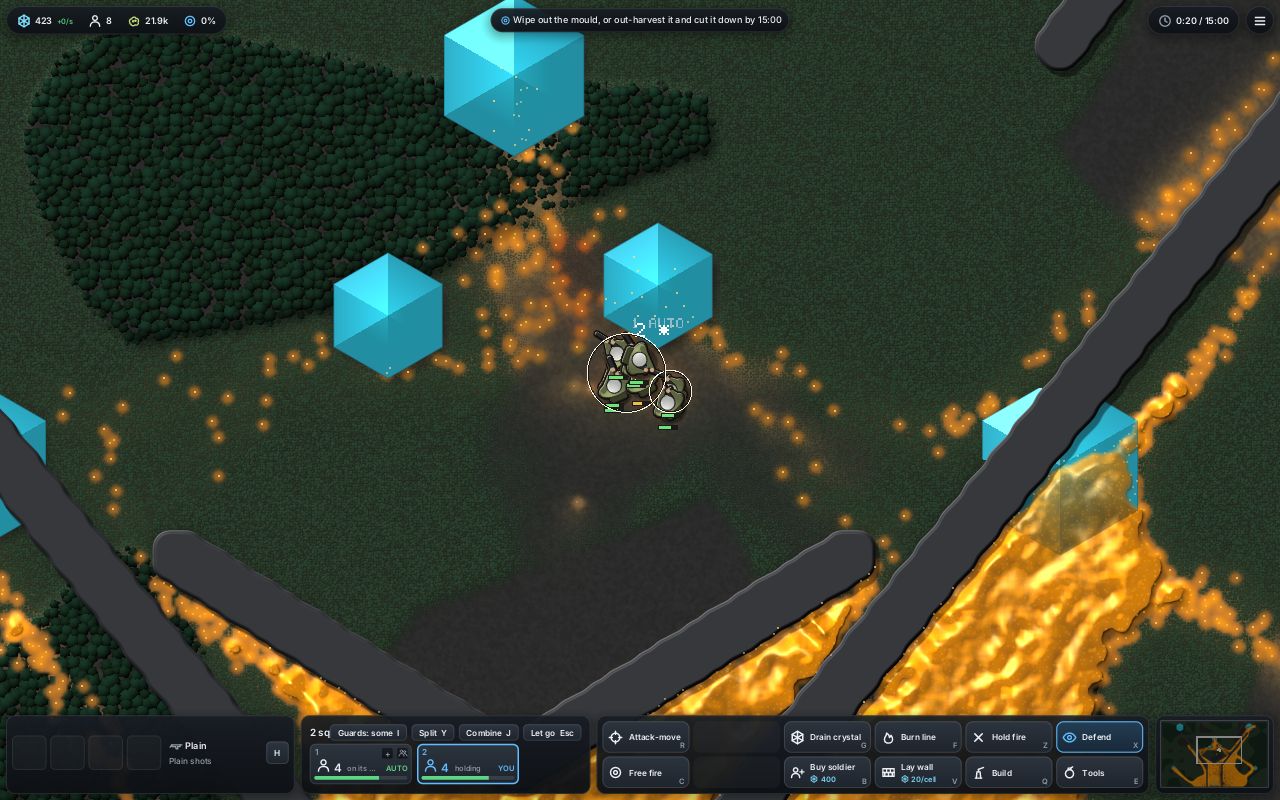 423 +0/s 8 21.9k 0%
Wipe out the mould, or out-harvest it and cut it down by 15:00
0:20 / 15:00
AUTO
2
Plain
Plain shots
H
2 sq
Guards: some I
Split Y
Combine J
Let go Esc
1
4 on its ... AUTO
2
4 holding YOU
Attack-move R
Drain crystal G
Burn line F
Hold fire Z
Defend X
Free fire C
Buy soldier 400 B
Lay wall 20/cell V
Build Q
Tools E